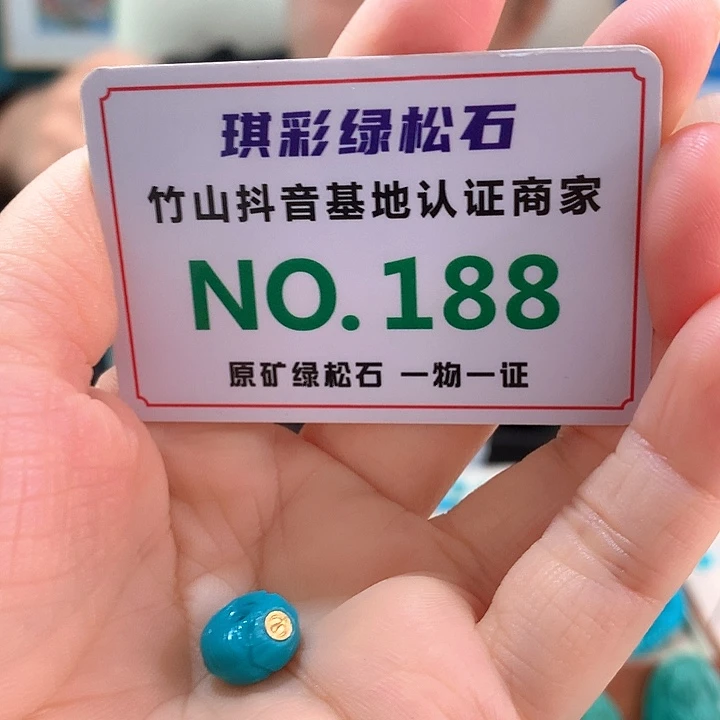 琪彩绿松石
竹山抖音基地认证商家
NO.188
原矿绿松石 一物一证